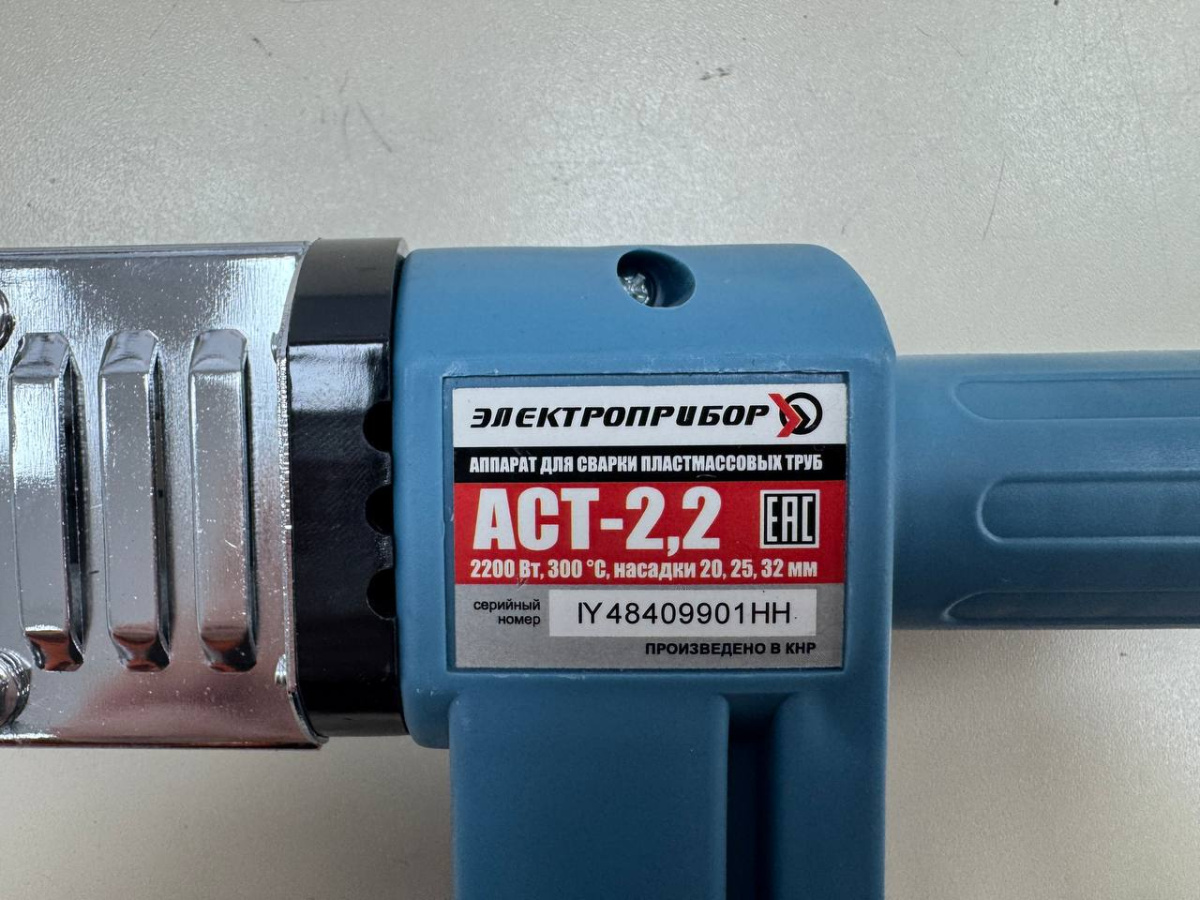 ЭЛЕКТРОПРИБОР
АППАРАТ ДЛЯ СВАРКИ ПЛАСТМАССОВЫХ ТРУБ
АСТ-2,2 EAC
2200 Вт, 300 °C, насадки 20, 25, 32 мм
серийный номер IY48409901HH
ПРОИЗВЕДЕНО В КНР